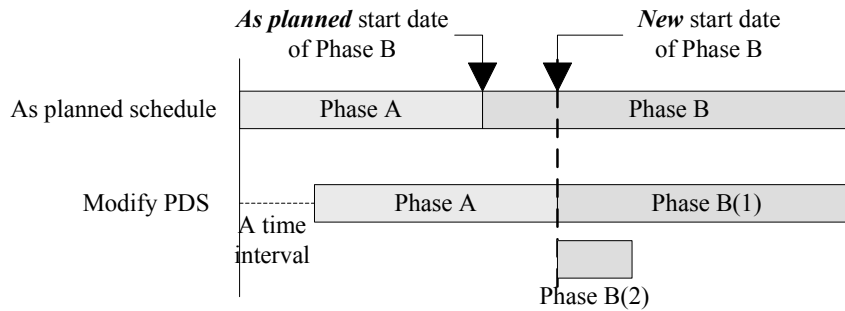 As planned start date
of Phase B
New start date
of Phase B
As planned schedule
Phase A
Phase B
Modify PDS
Phase A
Phase B(1)
A time
interval
Phase B(2)